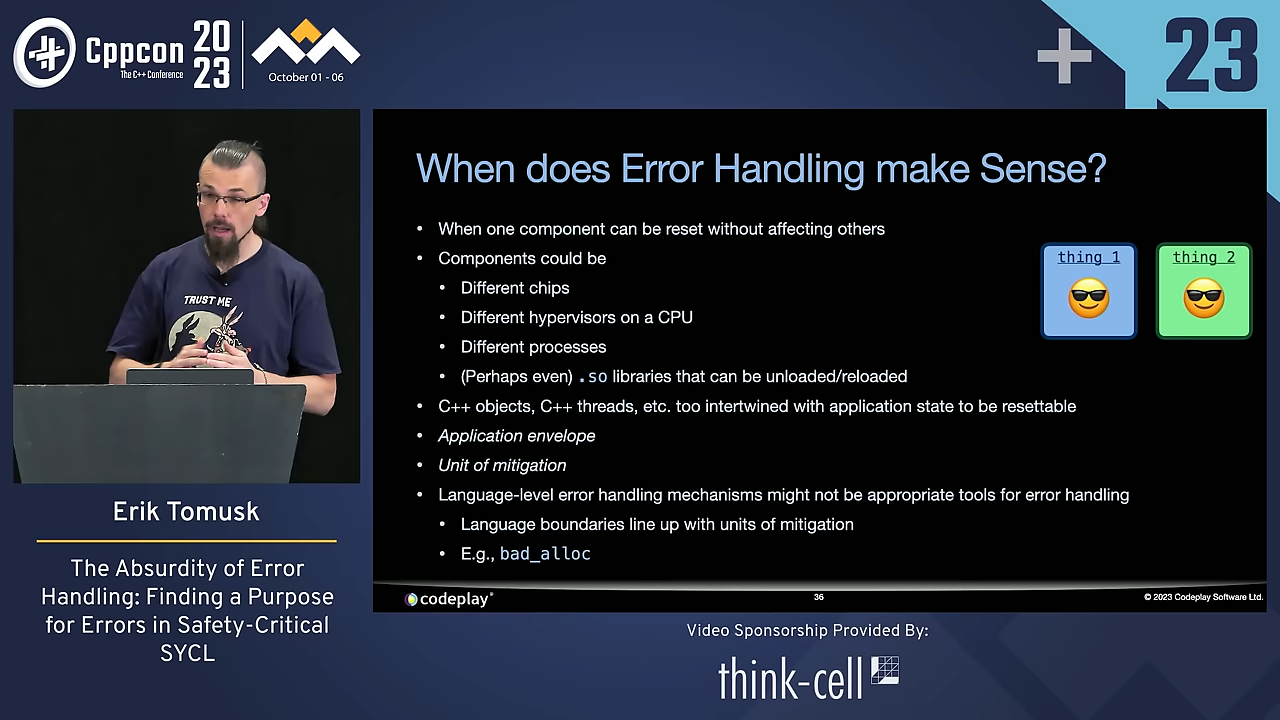 Cppcon
The C++ Conference
20
23
October 01 - 06
23
TRUST ME
When does Error Handling make Sense?
• When one component can be reset without affecting others
• Components could be
• Different chips
• Different hypervisors on a CPU
• Different processes
• (Perhaps even) .so libraries that can be unloaded/reloaded
• C++ objects, C++ threads, etc. too intertwined with application state to be resettable
• Application envelope
• Unit of mitigation
• Language-level error handling mechanisms might not be appropriate tools for error handling
• Language boundaries line up with units of mitigation
• E.g., bad_alloc
thing 1
thing 2
codeplay®
36
© 2023 Codeplay Software Ltd.
Erik Tomusk
The Absurdity of Error
Handling: Finding a Purpose
for Errors in Safety-Critical
SYCL
Video Sponsorship Provided By:
think-cell